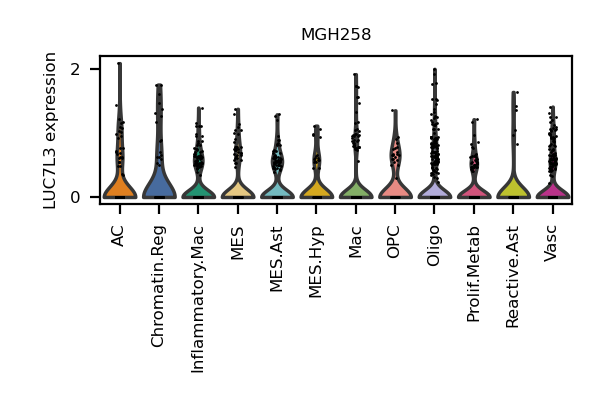 MGH258
LUC7L3 expression
2
0
AC
Chromatin.Reg
Inflammatory.Mac
MES
MES.Ast
MES.Hyp
Mac
OPC
Oligo
Prolif.Metab
Reactive.Ast
Vasc